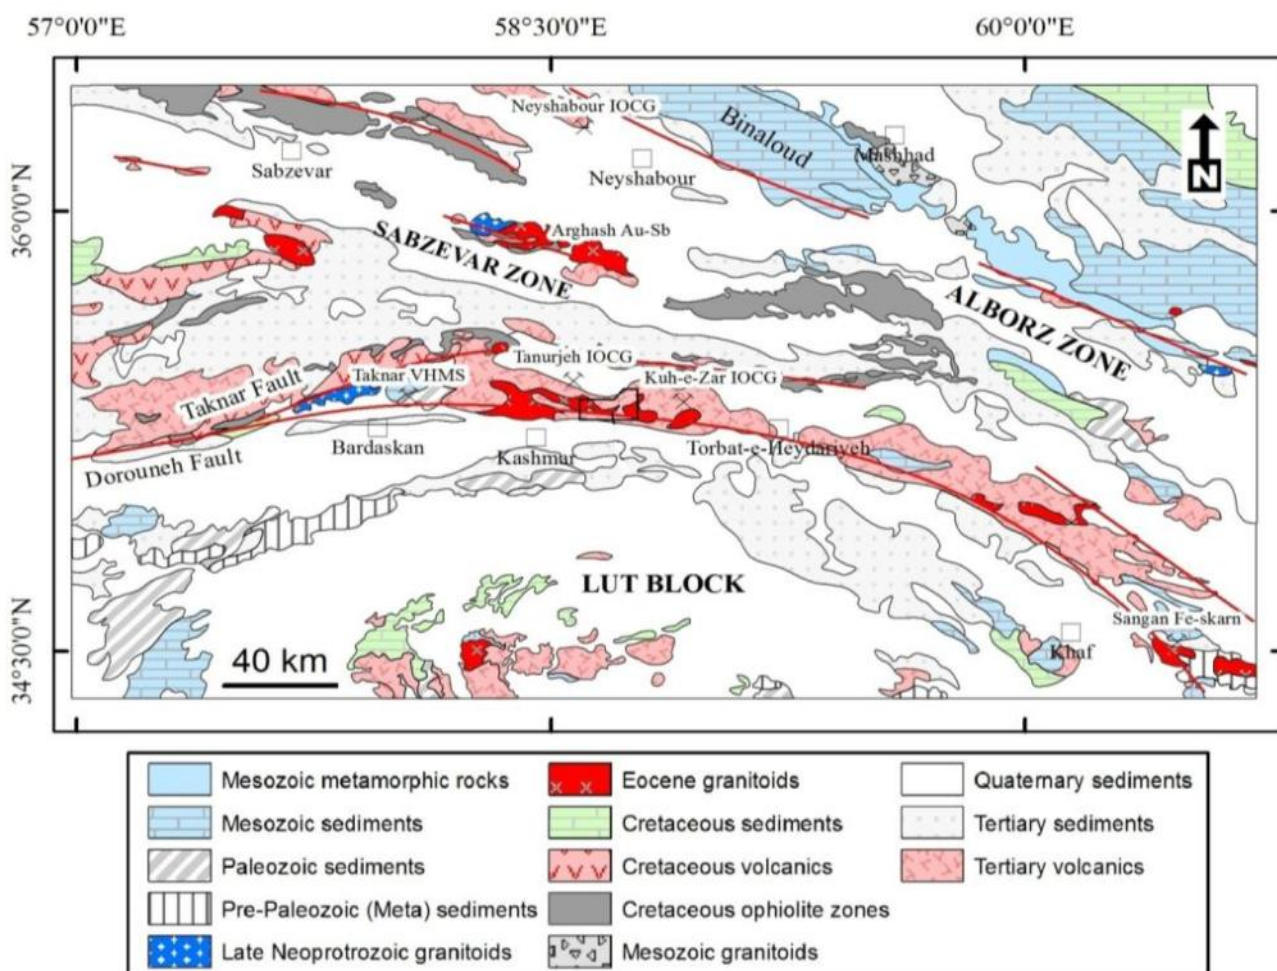 57°0'0"E
58°30'0"E
60°0'0"E
36°0'0"N
34°30'0"N
N
Neyshabour IOCG
Binaloud
Mashhad
Sabzevar
Neyshabour
Arghash Au-Sb
SABZEVAR ZONE
ALBORZ ZONE
Tanurjeh IOCG
Taknar VHMS
Kuh-e-Zar IOCG
Taknar Fault
Bardaskan
Kashmar
Torbat-e-Heydariyeh
Dorouneh Fault
LUT BLOCK
Sangan Fe-skarn
Khaf
40 km
Mesozoic metamorphic rocks
Mesozoic sediments
Paleozoic sediments
Pre-Paleozoic (Meta) sediments
Late Neoprotrozoic granitoids
Eocene granitoids
Cretaceous sediments
Cretaceous volcanics
Cretaceous ophiolite zones
Mesozoic granitoids
Quaternary sediments
Tertiary sediments
Tertiary volcanics